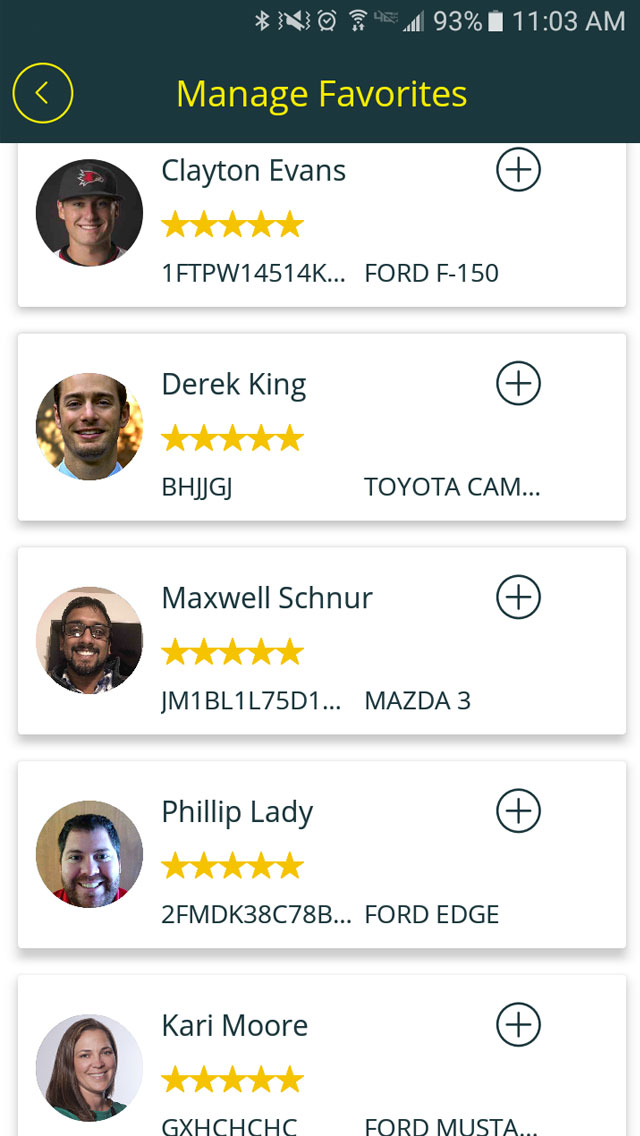 93% 11:03 AM
Manage Favorites
Clayton Evans
1FTPW14514K... FORD F-150
Derek King
BHJJGJ TOYOTA CAM...
Maxwell Schnur
JM1BL1L75D1... MAZDA 3
Phillip Lady
2FMDK38C78B... FORD EDGE
Kari Moore
GXHCHCHC FORD MUSTA...